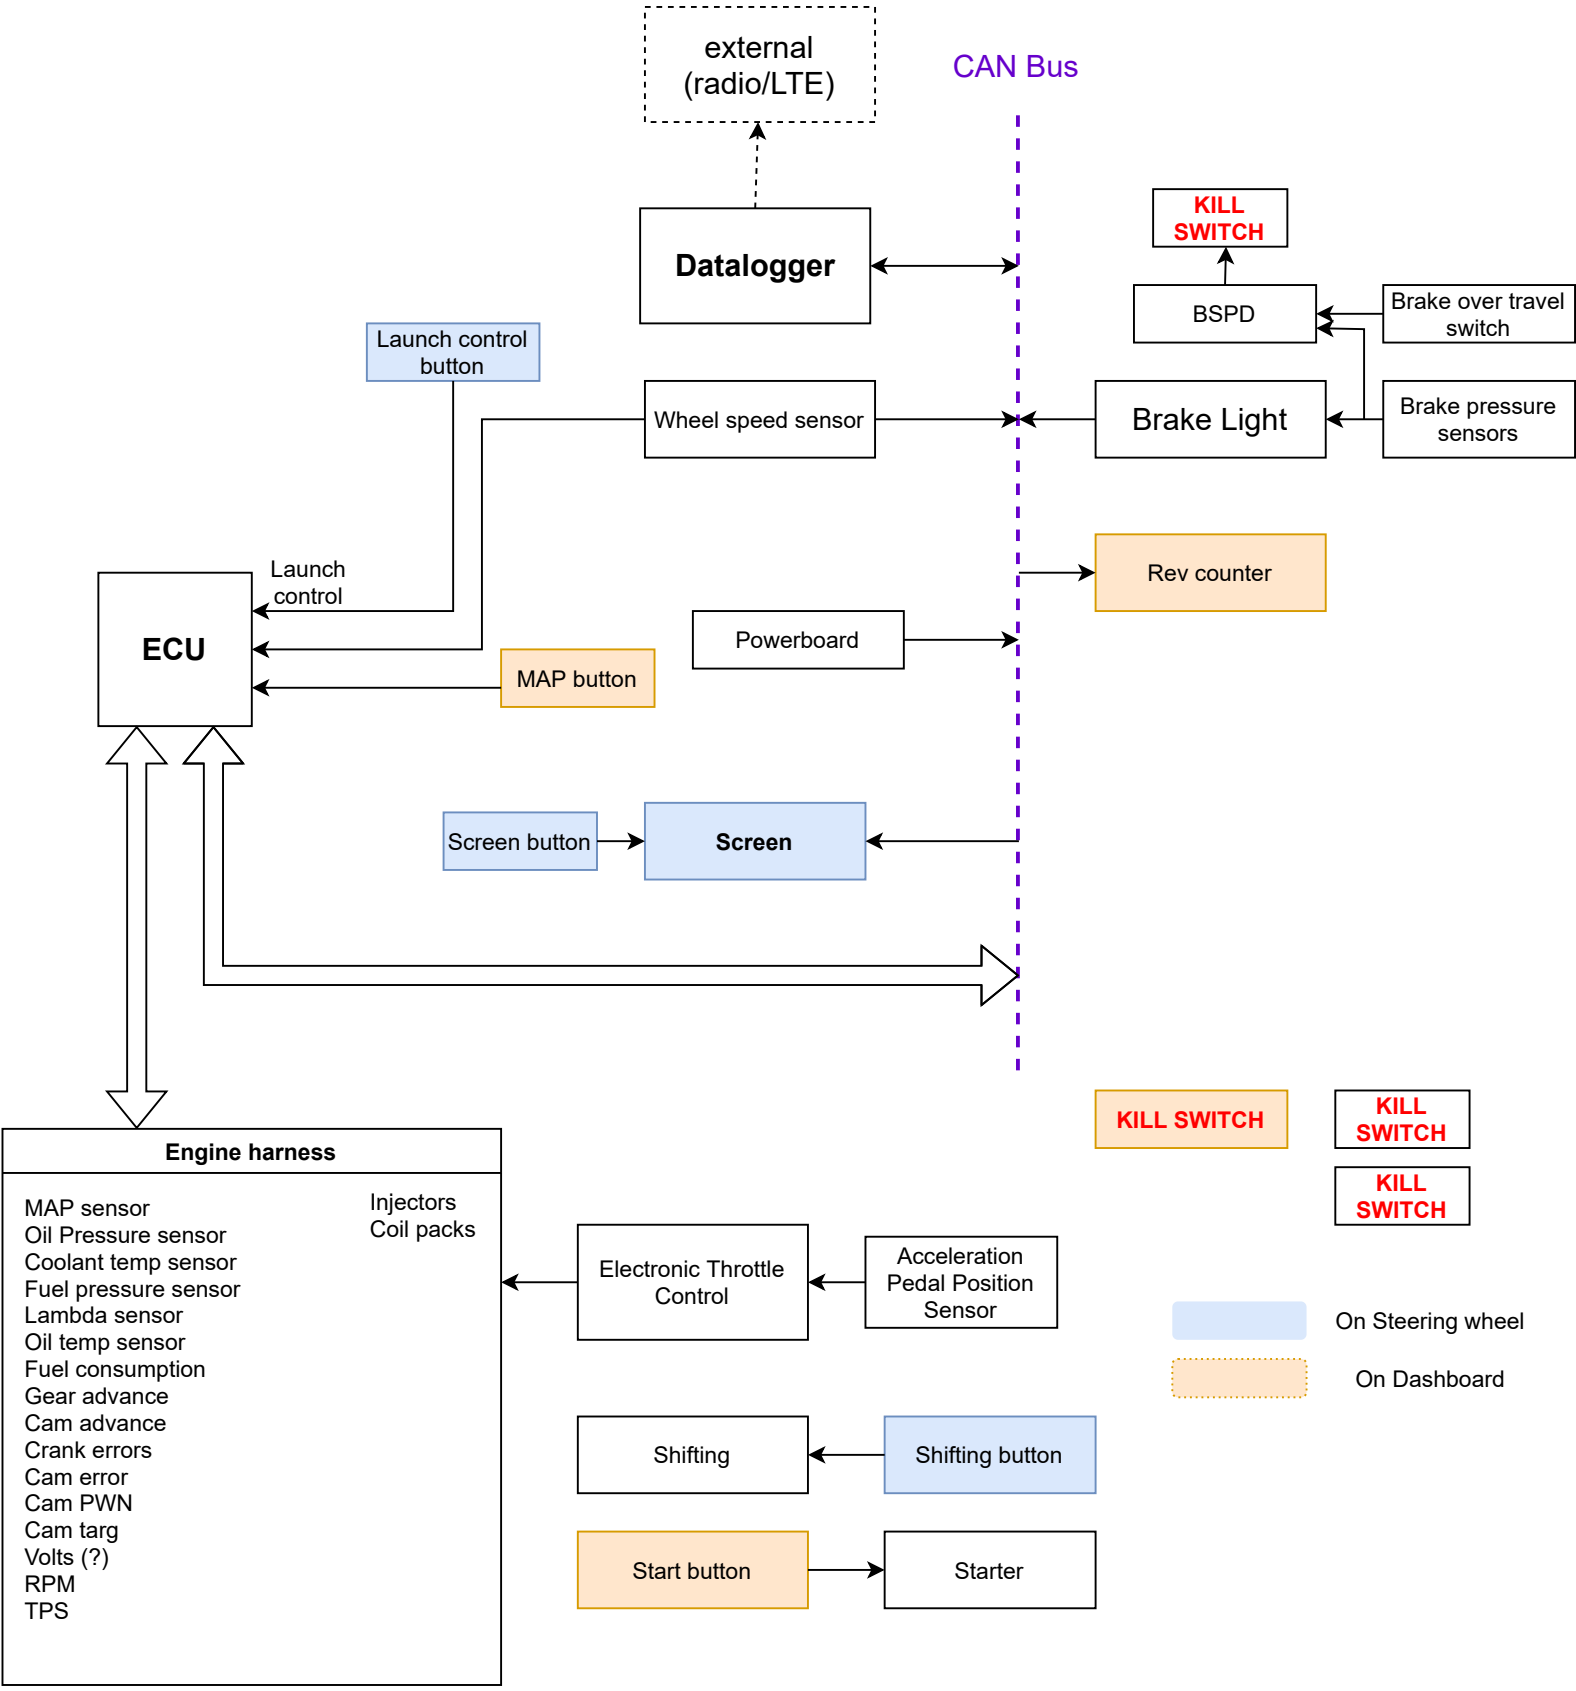 external
(radio/LTE)
CAN Bus
KILL
SWITCH
Datalogger
BSPD
Brake over travel
switch
Launch control
button
Wheel speed sensor
Brake Light
Brake pressure
sensors
Launch
control
ECU
Rev counter
Powerboard
MAP button
Screen button
Screen
KILL SWITCH
KILL
SWITCH
KILL
SWITCH
Engine harness
MAP sensor
Oil Pressure sensor
Coolant temp sensor
Fuel pressure sensor
Lambda sensor
Oil temp sensor
Fuel consumption
Gear advance
Cam advance
Crank errors
Cam error
Cam PWN
Cam targ
Volts (?)
RPM
TPS
Injectors
Coil packs
Electronic Throttle
Control
Acceleration
Pedal Position
Sensor
On Steering wheel
On Dashboard
Shifting
Shifting button
Start button
Starter